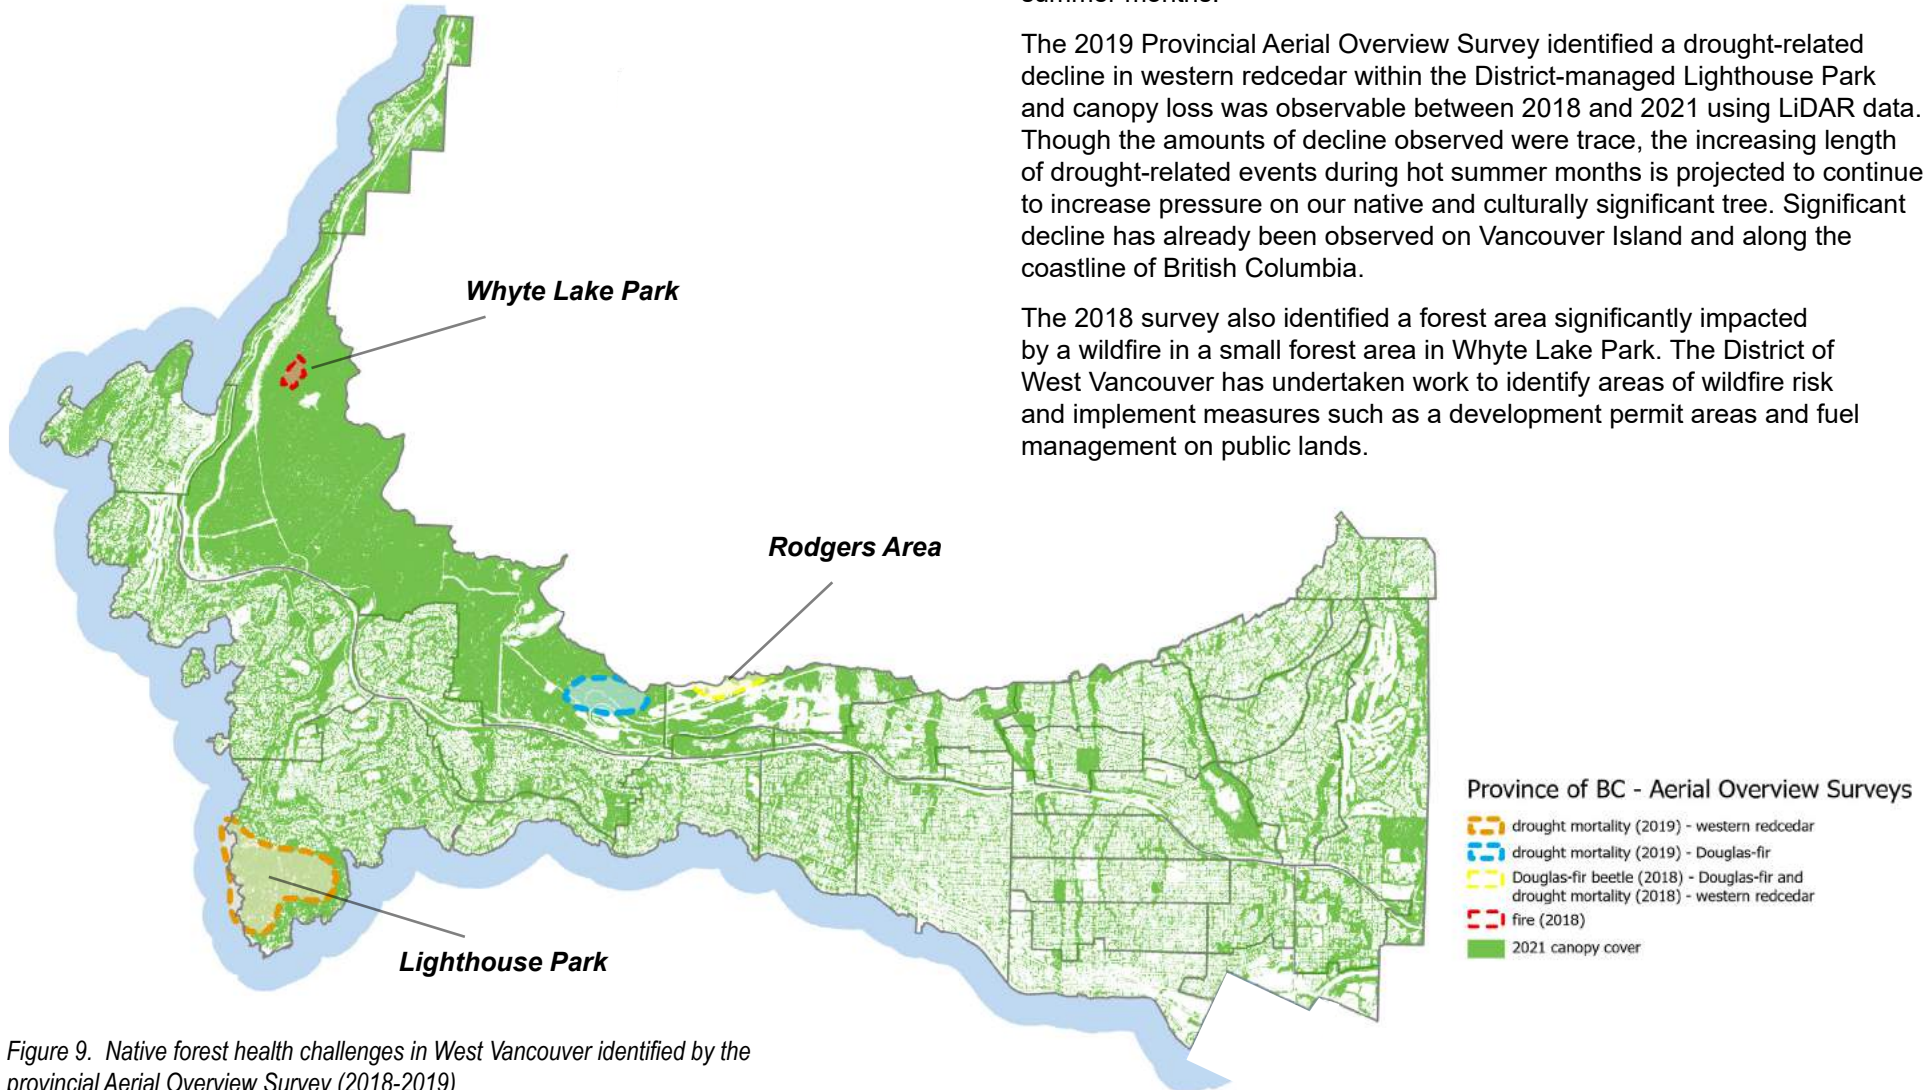 summer months.
The 2019 Provincial Aerial Overview Survey identified a drought-related
decline in western redcedar within the District-managed Lighthouse Park
and canopy loss was observable between 2018 and 2021 using LiDAR data.
Though the amounts of decline observed were trace, the increasing length
of drought-related events during hot summer months is projected to continue
to increase pressure on our native and culturally significant tree. Significant
decline has already been observed on Vancouver Island and along the
coastline of British Columbia.
The 2018 survey also identified a forest area significantly impacted
by a wildfire in a small forest area in Whyte Lake Park. The District of
West Vancouver has undertaken work to identify areas of wildfire risk
and implement measures such as a development permit areas and fuel
management on public lands.
Whyte Lake Park
Rodgers Area
Lighthouse Park
Province of BC - Aerial Overview Surveys
drought mortality (2019) - western redcedar
drought mortality (2019) - Douglas-fir
Douglas-fir beetle (2018) - Douglas-fir and
drought mortality (2018) - western redcedar
fire (2018)
2021 canopy cover
Figure 9. Native forest health challenges in West Vancouver identified by the
provincial Aerial Overview Survey (2018-2019)